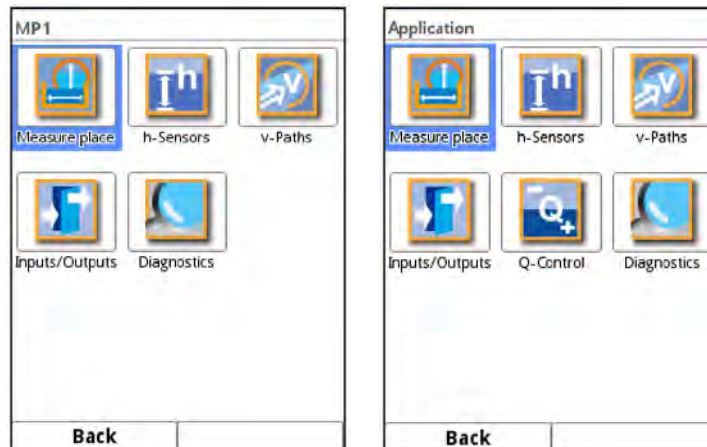 MP1
h
v
Measure place h-Sensors v-Paths
Inputs/Outputs Diagnostics
Back
Application
h
v
Measure place h-Sensors v-Paths
- Q +
Inputs/Outputs Q-Control Diagnostics
Back